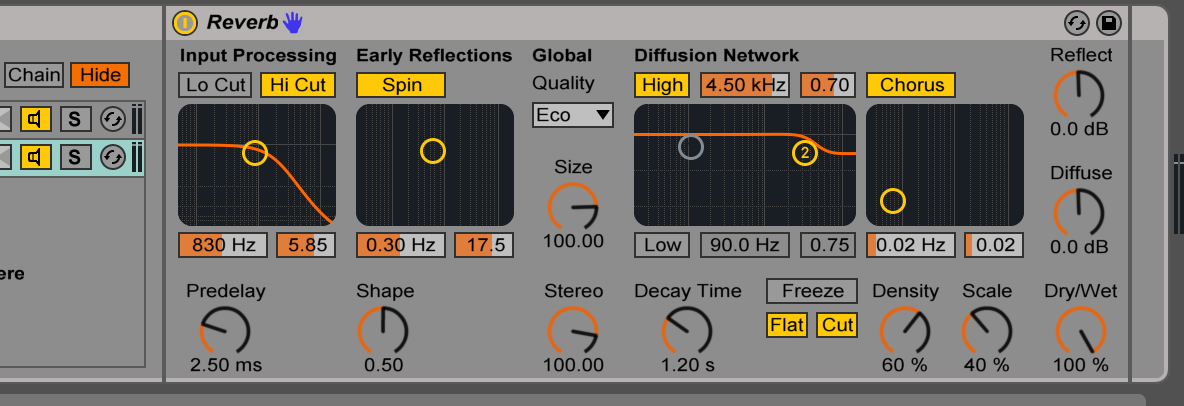 Reverb
Chain Hide
S
S
ere
Input Processing
Lo Cut Hi Cut
830 Hz 5.85
Predelay
2.50 ms
Early Reflections
Spin
0.30 Hz 17.5
Shape
0.50
Global
Quality
Eco
Size
100.00
Stereo
100.00
Diffusion Network
High 4.50 kHz 0.70
2
Low 90.0 Hz 0.75
Chorus
0.02 Hz 0.02
Decay Time
1.20 s
Freeze
Flat Cut
Density
60 %
Scale
40 %
Reflect
0.0 dB
Diffuse
0.0 dB
Dry/Wet
100 %